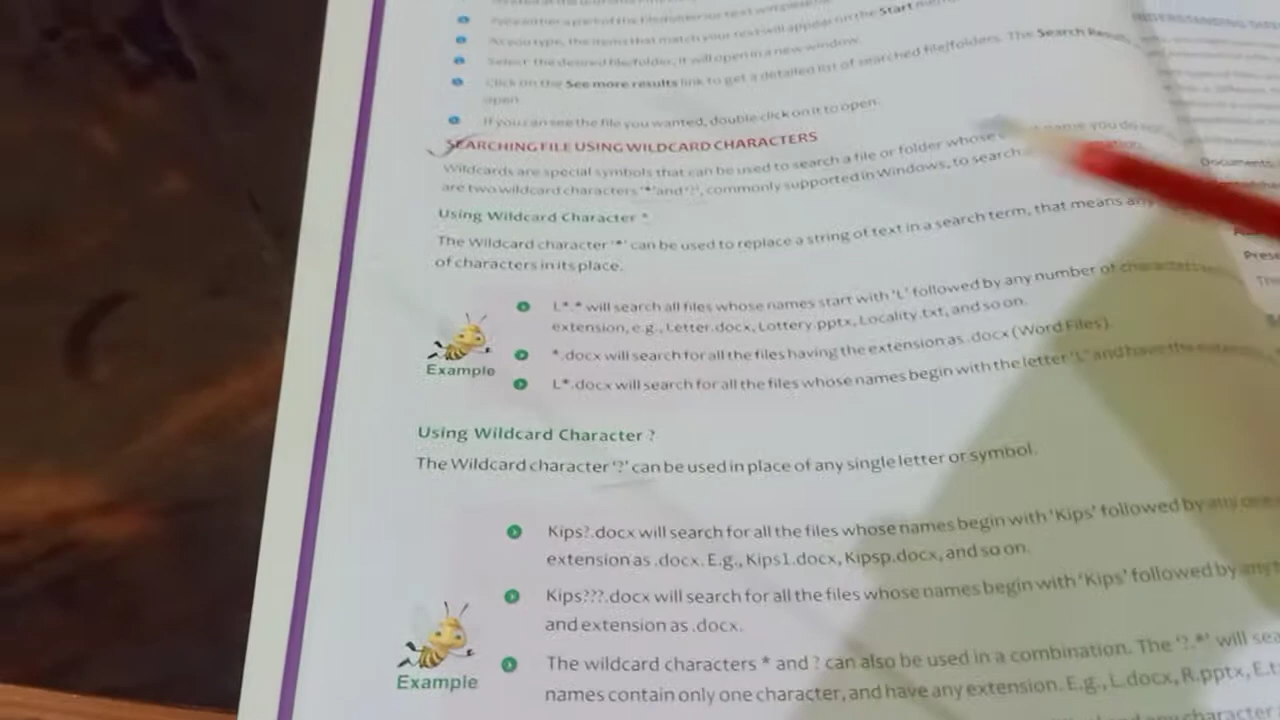 As you type, the items that match your text will appear on the Start
Select the desired file/folder, it will open in a new window.
Click on the See more results link to get a detailed list of searched file/folders. The Search Results
open.
If you can see the file you wanted, double click on it to open.
SEARCHING FILE USING WILDCARD CHARACTERS
Wildcards are special symbols that can be used to search a file or folder whose name you do not
are two wildcard characters '*' and '?', commonly supported in Windows, to search
Using Wildcard Character *
The Wildcard character '*' can be used to replace a string of text in a search term, that means any
of characters in its place.
L*.* will search all files whose names start with 'L' followed by any number of characters
extension, e.g., Letter.docx, Lottery.pptx, Locality.txt, and so on.
*.docx will search for all the files having the extension as .docx (Word Files).
L*.docx will search for all the files whose names begin with the letter 'L' and have the
Example
Using Wildcard Character ?
The Wildcard character '?' can be used in place of any single letter or symbol.
Kips?.docx will search for all the files whose names begin with 'Kips' followed by any one
extension as .docx. E.g., Kips1.docx, Kipsp.docx, and so on.
Kips???.docx will search for all the files whose names begin with 'Kips' followed by any
and extension as .docx.
The wildcard characters * and ? can also be used in a combination. The '?.*' will
names contain only one character, and have any extension. E.g., L.docx, R.pptx,
Example
character
Documents
Prese